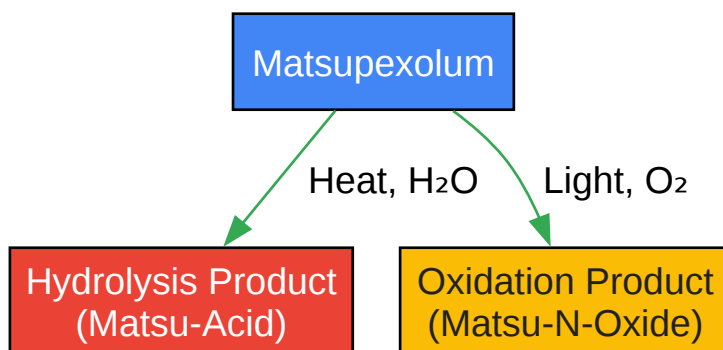 Matsupexolum
Heat, H₂O
Light, O₂
Hydrolysis Product
(Matsu-Acid)
Oxidation Product
(Matsu-N-Oxide)